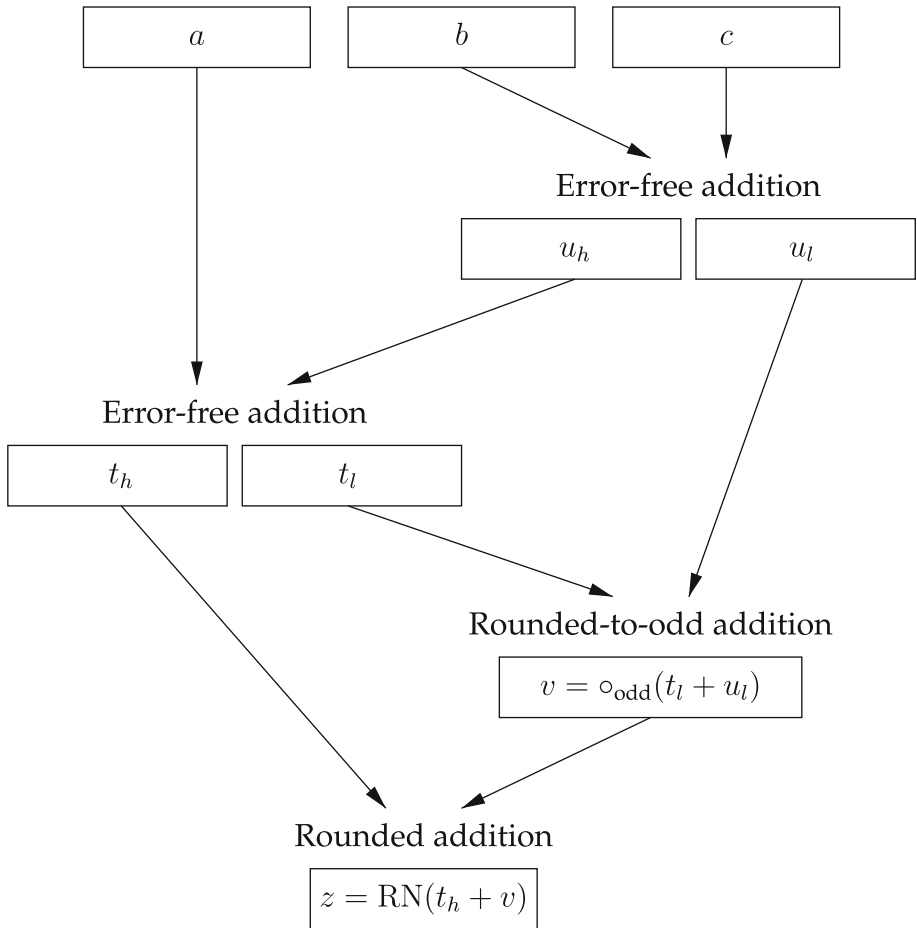 a b c
Error-free addition
u_h u_l
Error-free addition
t_h t_l
Rounded-to-odd addition
v = ∘_odd(t_l + u_l)
Rounded addition
z = RN(t_h + v)